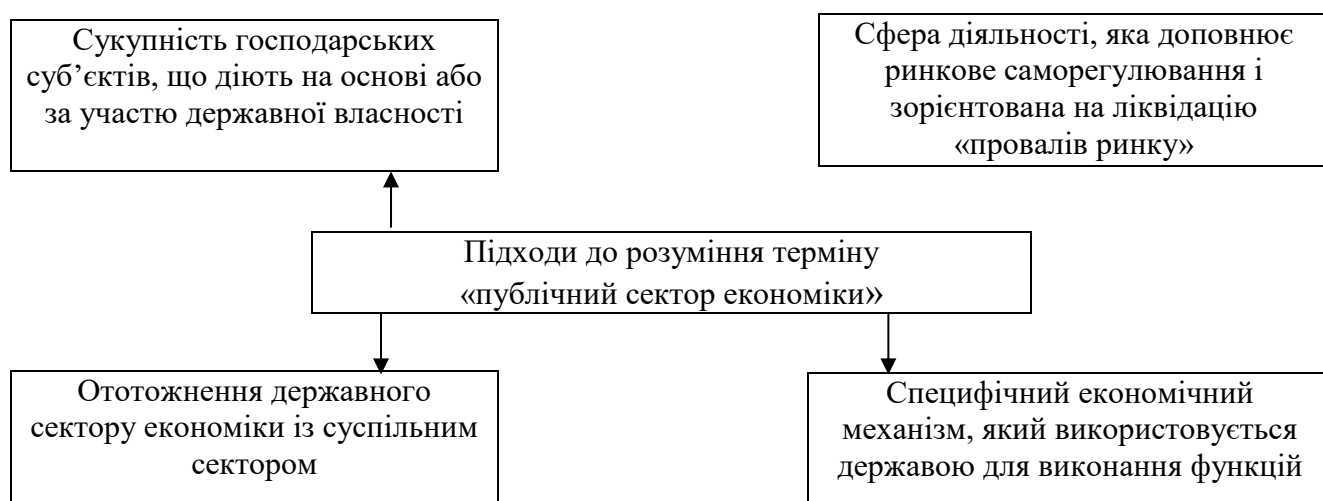 Сукупність господарських
суб’єктів, що діють на основі або
за участю державної власності
Сфера діяльності, яка доповнює
ринкове саморегулювання і
зорієнтована на ліквідацію
«провалів ринку»
Підходи до розуміння терміну
«публічний сектор економіки»
Ототожнення державного
сектору економіки із суспільним
сектором
Специфічний економічний
механізм, який використовується
державою для виконання функцій